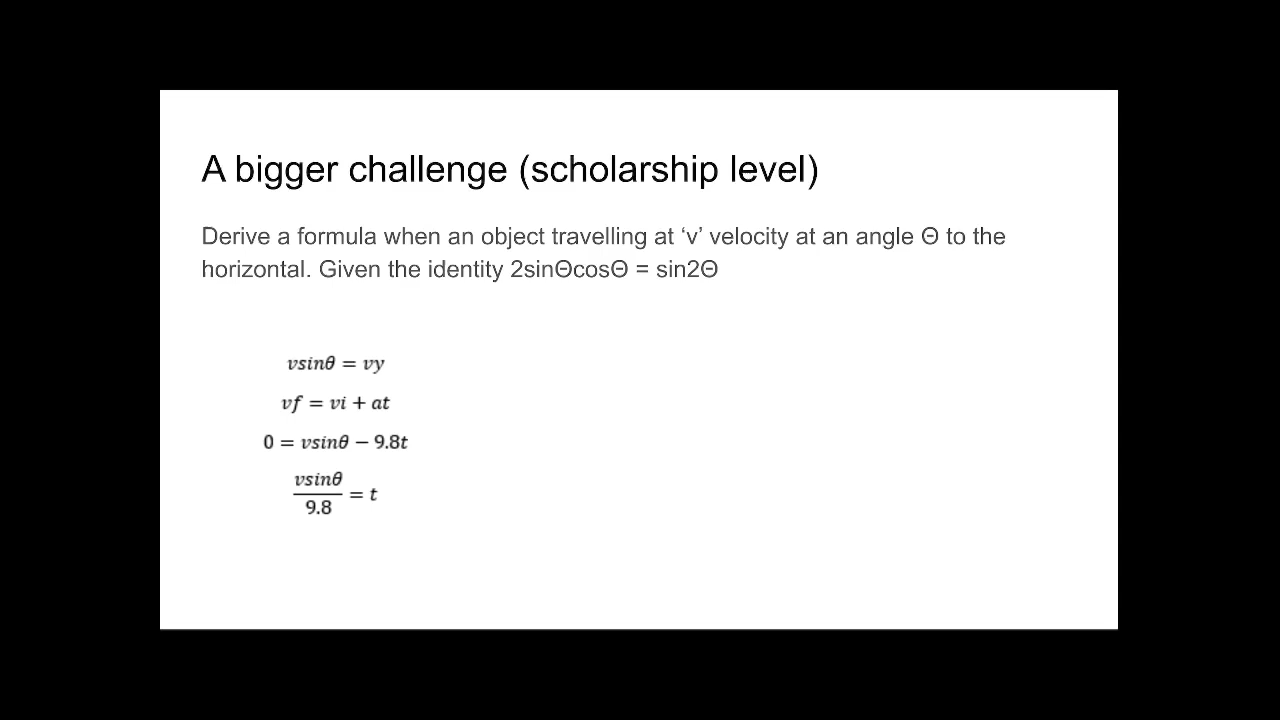 A bigger challenge (scholarship level)
Derive a formula when an object travelling at ‘v’ velocity at an angle Θ to the
horizontal. Given the identity 2sinΘcosΘ = sin2Θ
vsinθ = vy
vf = vi + at
0 = vsinθ − 9.8t
vsinθ
9.8
= t